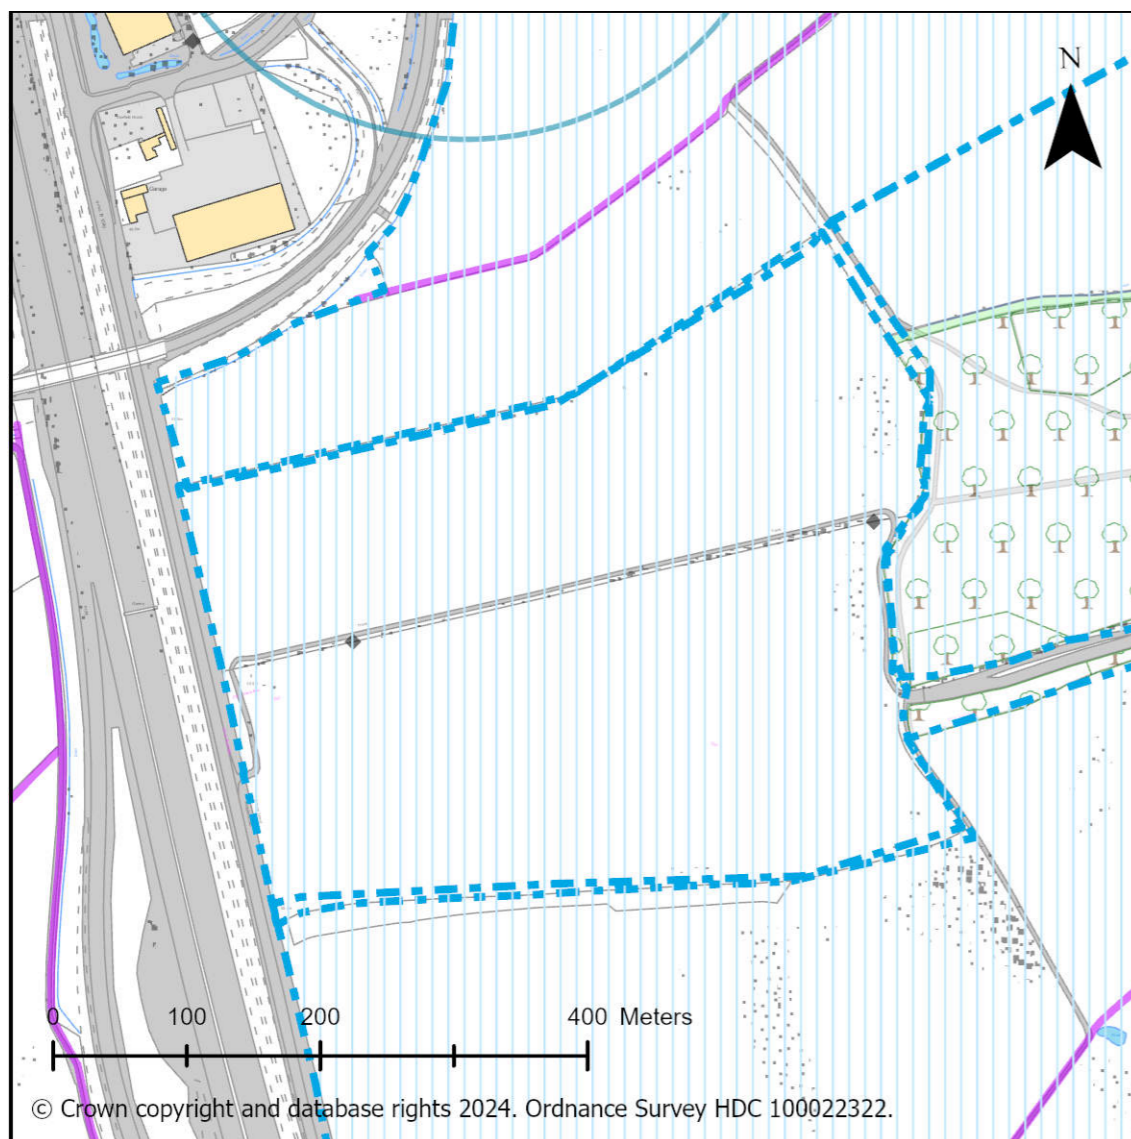 N
Garage
0 100 200 400 Meters
© Crown copyright and database rights 2024. Ordnance Survey HDC 100022322.